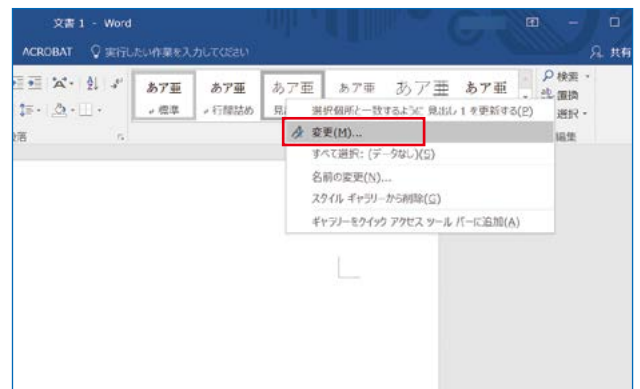 文書 1 - Word
ACROBAT 実行したい作業を入力してください 共有
あア亜 あア亜 あア亜 あア亜 あア亜 あア亜 検索
標準 行間詰め 置換
選択個所と一致するように 見出し 1 を更新する(P) 選択
変更(M)... 編集
すべて選択: (データなし)(S)
名前の変更(N)...
スタイル ギャラリーから削除(G)
ギャラリーをクイック アクセス ツール バーに追加(A)